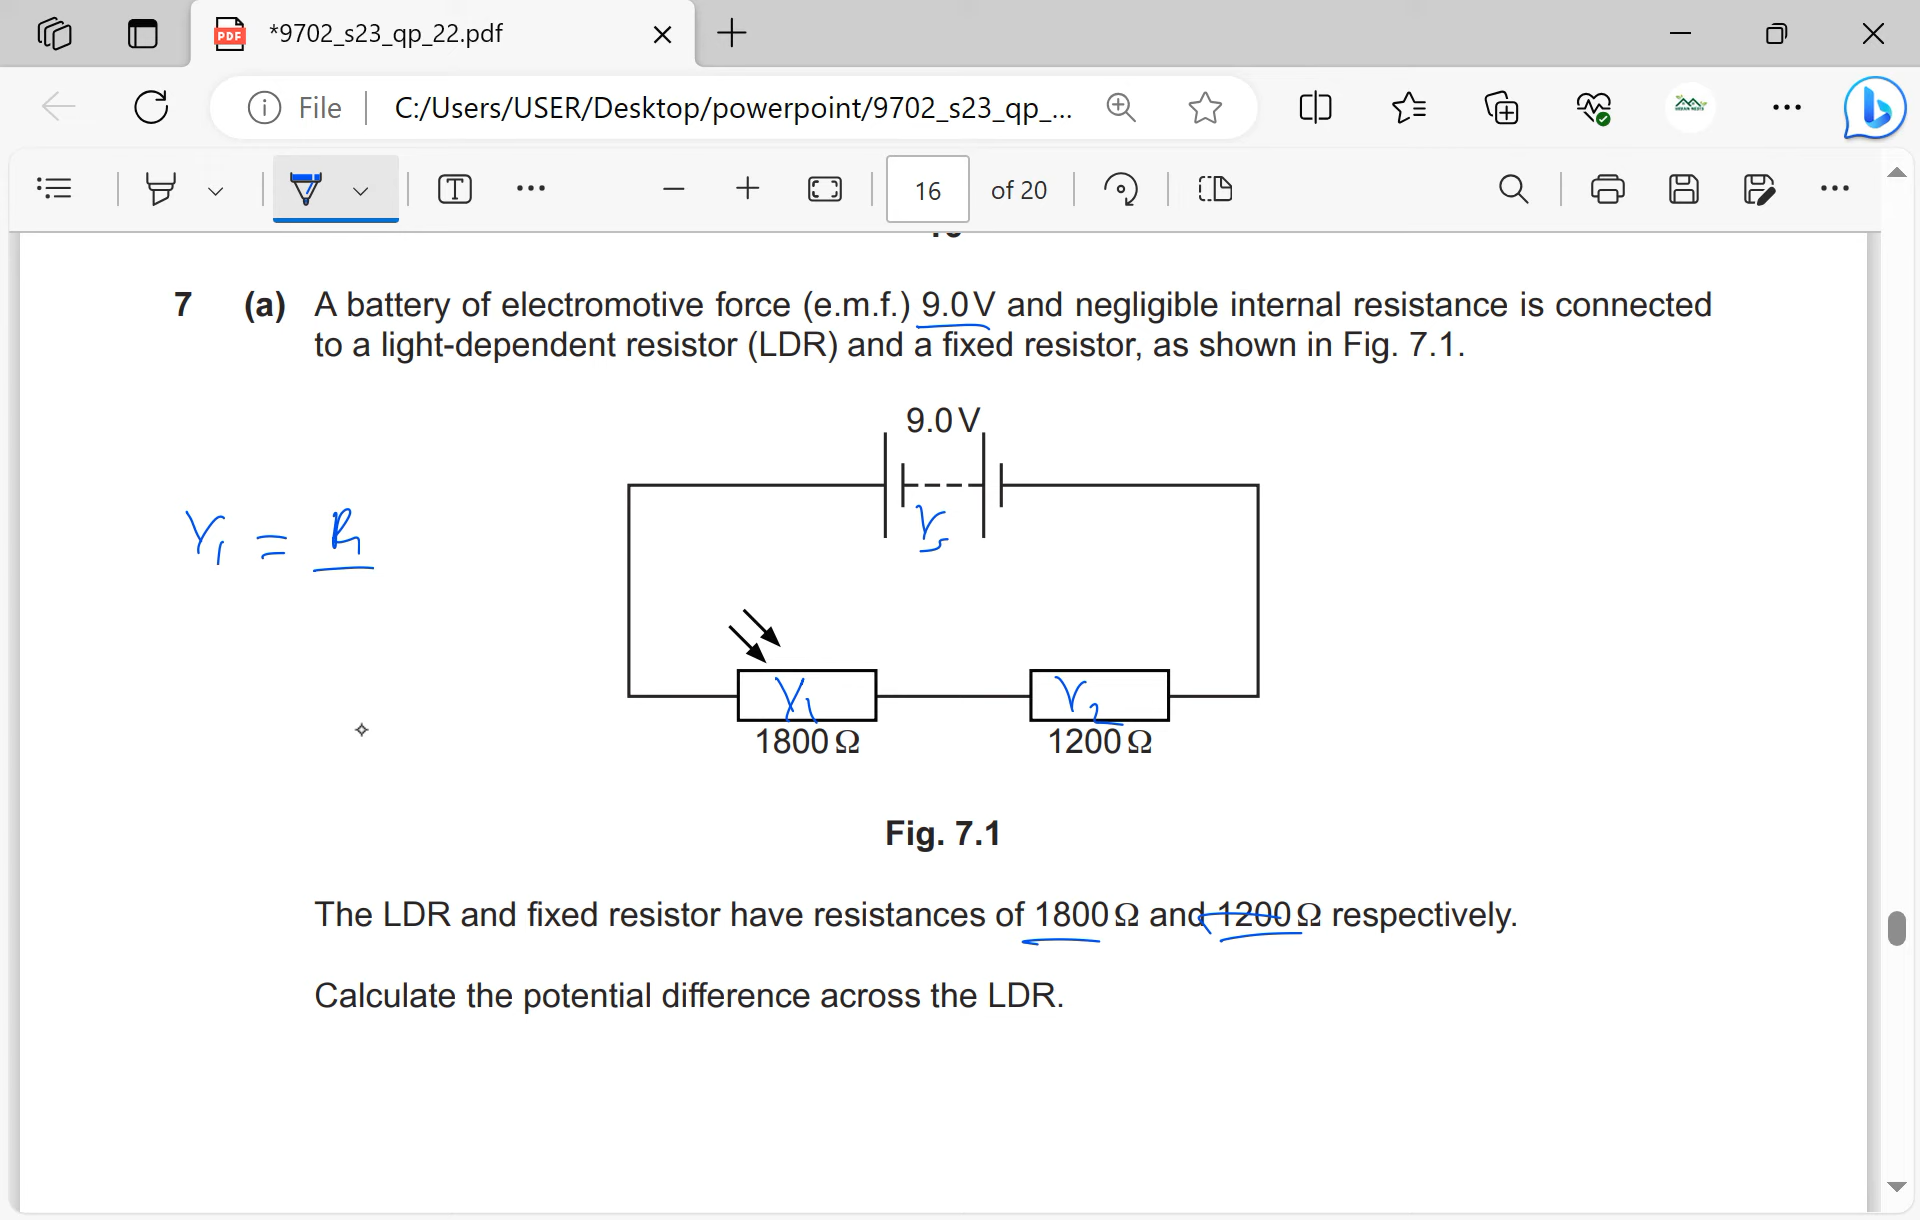 *9702_s23_qp_22.pdf
File C:/Users/USER/Desktop/powerpoint/9702_s23_qp_...
16 of 20
7 (a) A battery of electromotive force (e.m.f.) 9.0V and negligible internal resistance is connected
to a light-dependent resistor (LDR) and a fixed resistor, as shown in Fig. 7.1.
9.0V
V₁ = R₁
Vs
V₁ V₂
1800Ω 1200Ω
Fig. 7.1
The LDR and fixed resistor have resistances of 1800Ω and 1200Ω respectively.
Calculate the potential difference across the LDR.